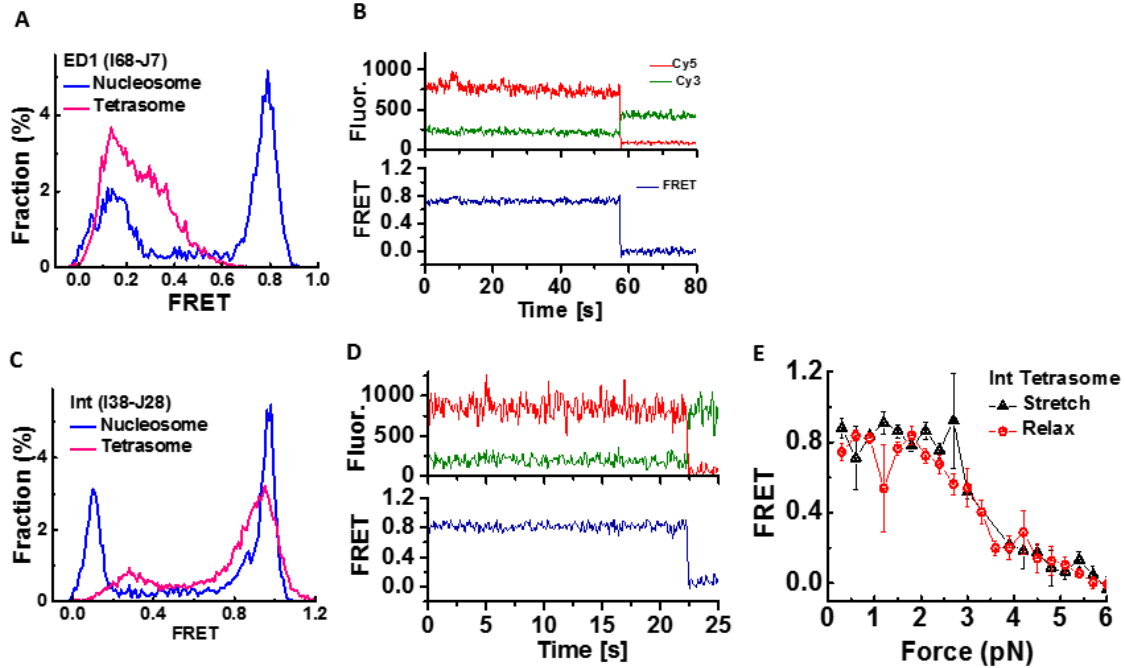 A
ED1 (I68-J7)
Nucleosome
Tetrasome
Fraction (%)
4
2
0
0.0 0.2 0.4 0.6 0.8 1.0
FRET
B
Cy5
Cy3
Fluor.
1000
500
0
FRET
FRET
1.2
0.8
0.4
0.0
0 20 40 60 80
Time [s]
C
Int (I38-J28)
Nucleosome
Tetrasome
Fraction (%)
4
2
0
0.0 0.4 0.8 1.2
FRET
D
Fluor.
1000
500
0
FRET
1.2
0.8
0.4
0.0
0 5 10 15 20 25
Time [s]
E
Int Tetrasome
Stretch
Relax
FRET
1.2
0.8
0.4
0.0
0 1 2 3 4 5 6
Force (pN)